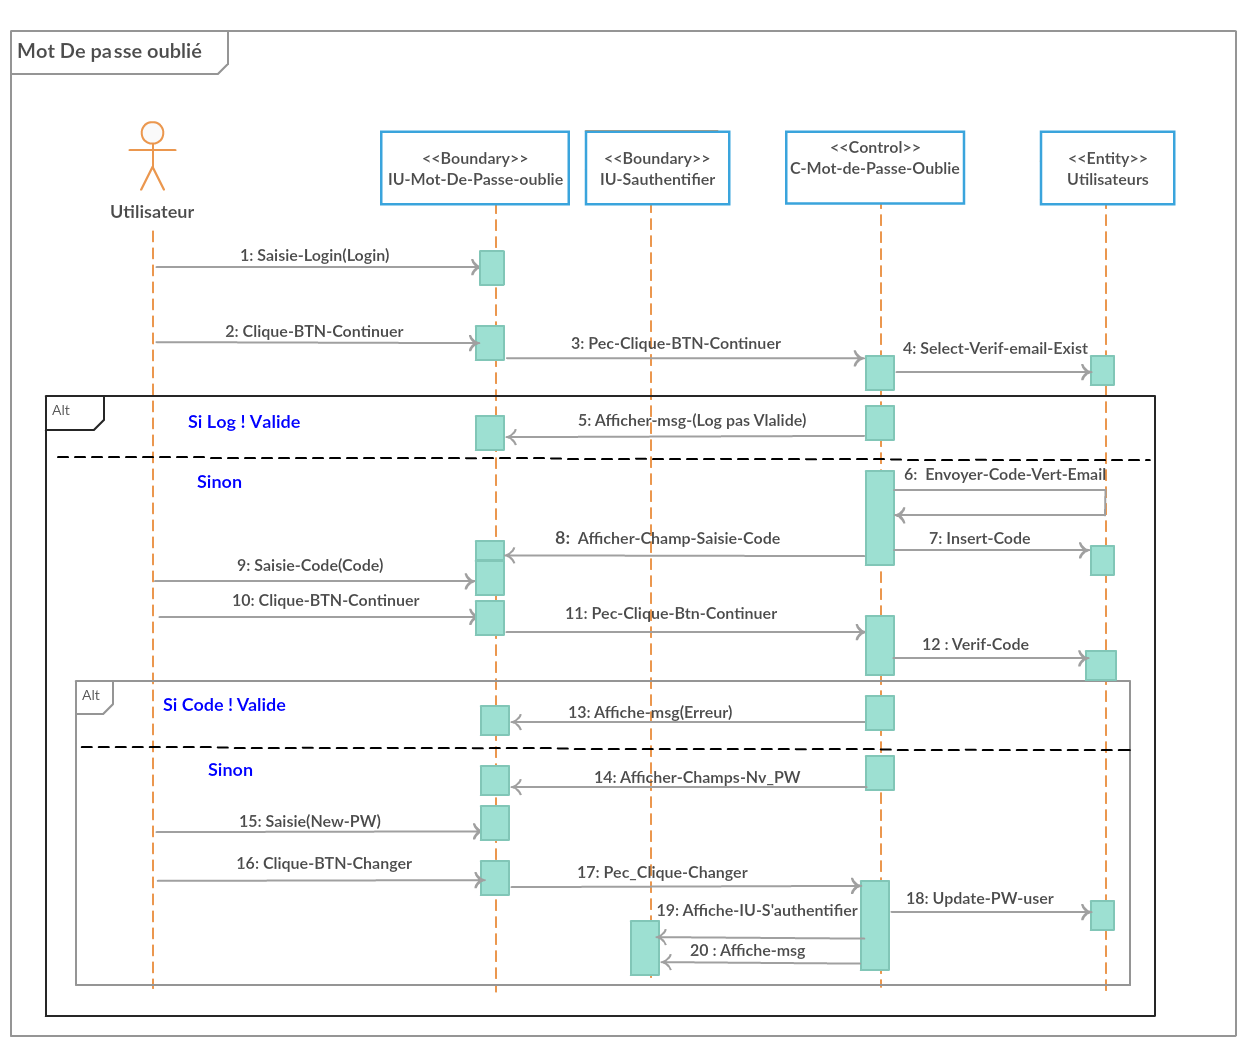 Mot De passe oublié
Utilisateur
<<Boundary>>
IU-Mot-De-Passe-oublie
<<Boundary>>
IU-Sauthentifier
<<Control>>
C-Mot-de-Passe-Oublie
<<Entity>>
Utilisateurs
1: Saisie-Login(Login)
2: Clique-BTN-Continuer
3: Pec-Clique-BTN-Continuer
4: Select-Verif-email-Exist
Alt
Si Log ! Valide
5: Afficher-msg-(Log pas Vlalide)
Sinon
6: Envoyer-Code-Vert-Email
7: Insert-Code
8: Afficher-Champ-Saisie-Code
9: Saisie-Code(Code)
10: Clique-BTN-Continuer
11: Pec-Clique-Btn-Continuer
12 : Verif-Code
Alt
Si Code ! Valide
13: Affiche-msg(Erreur)
Sinon
14: Afficher-Champs-Nv_PW
15: Saisie(New-PW)
16: Clique-BTN-Changer
17: Pec_Clique-Changer
18: Update-PW-user
19: Affiche-IU-S'authentifier
20 : Affiche-msg